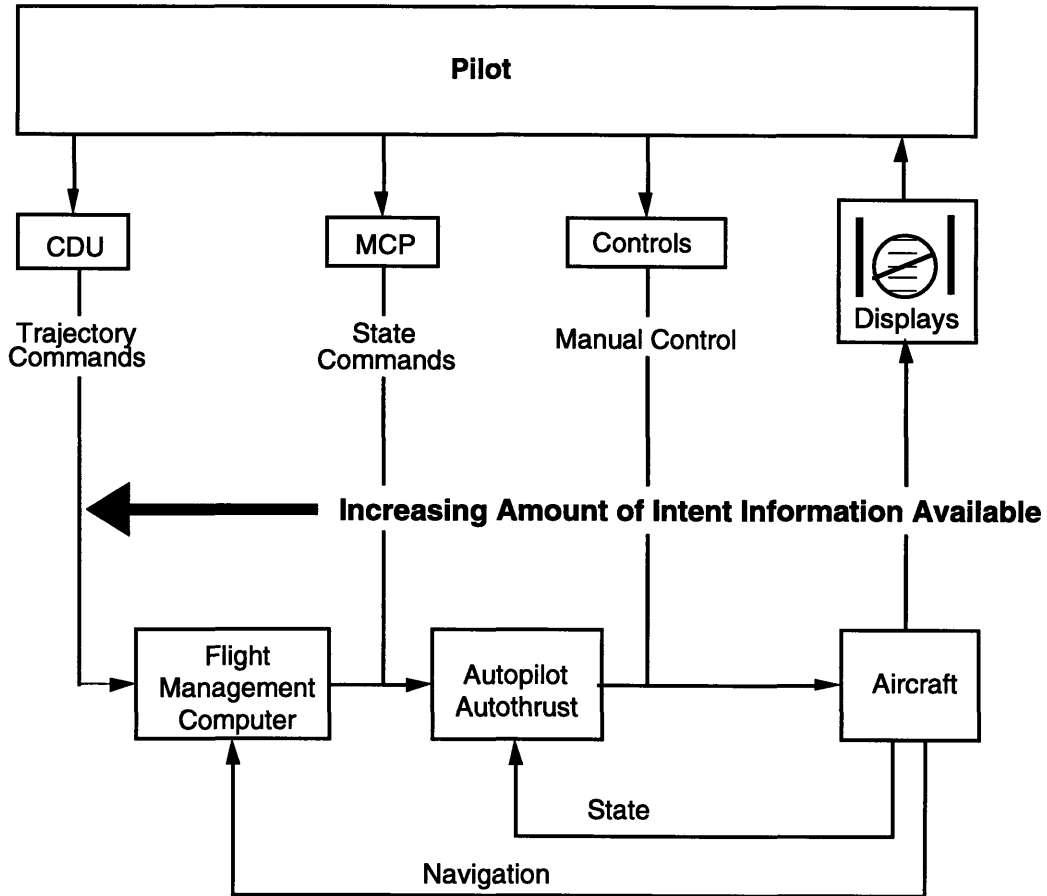 Pilot
CDU
MCP
Controls
Displays
Trajectory
Commands
State
Commands
Manual Control
Increasing Amount of Intent Information Available
Flight
Management
Computer
Autopilot
Autothrust
Aircraft
State
Navigation